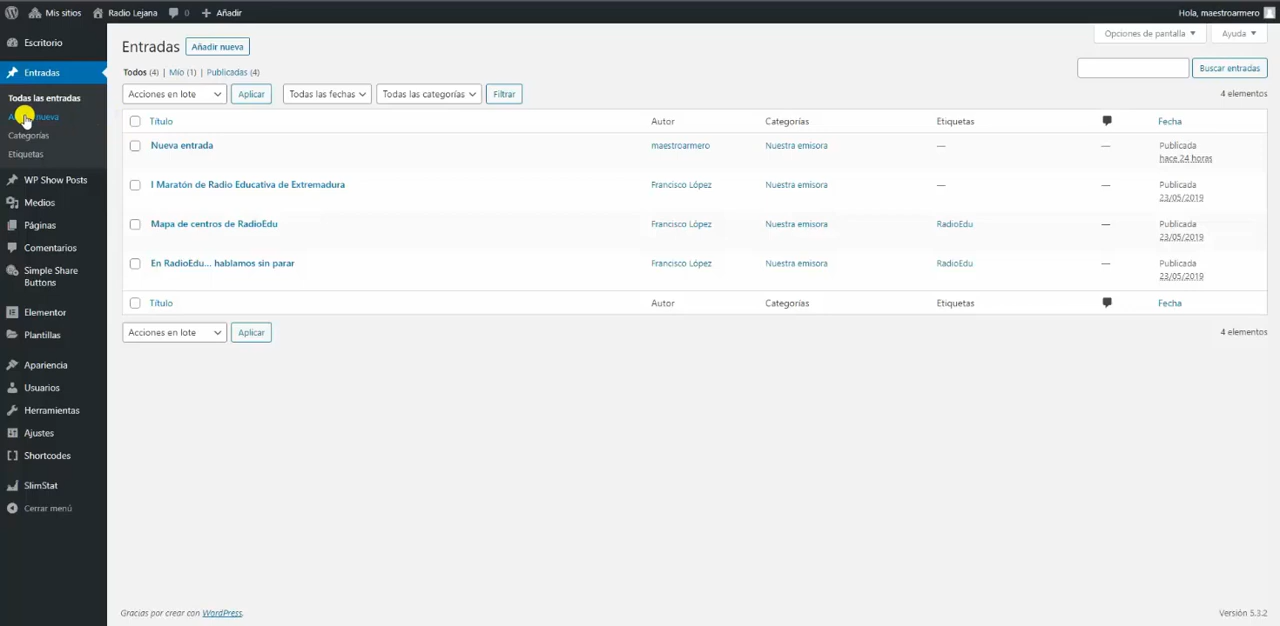 Mis sitios Radio Lejana 0 Añadir Hola, maestroarmero
Escritorio
Entradas
Todas las entradas
nueva
Categorías
Etiquetas
WP Show Posts
Medios
Páginas
Comentarios
Simple Share
Buttons
Elementor
Plantillas
Apariencia
Usuarios
Herramientas
Ajustes
Shortcodes
SlimStat
Cerrar menú
Opciones de pantalla Ayuda
Entradas Añadir nueva
Todos (4) | Mío (1) | Publicadas (4)
Buscar entradas
Acciones en lote Aplicar Todas las fechas Todas las categorías Filtrar 4 elementos
Título Autor Categorías Etiquetas Fecha
Nueva entrada maestroarmero Nuestra emisora — — Publicada
hace 24 horas
I Maratón de Radio Educativa de Extremadura Francisco López Nuestra emisora — — Publicada
23/05/2019
Mapa de centros de RadioEdu Francisco López Nuestra emisora RadioEdu — Publicada
23/05/2019
En RadioEdu... hablamos sin parar Francisco López Nuestra emisora RadioEdu — Publicada
23/05/2019
Título Autor Categorías Etiquetas Fecha
Acciones en lote Aplicar 4 elementos
Gracias por crear con WordPress. Versión 5.3.2